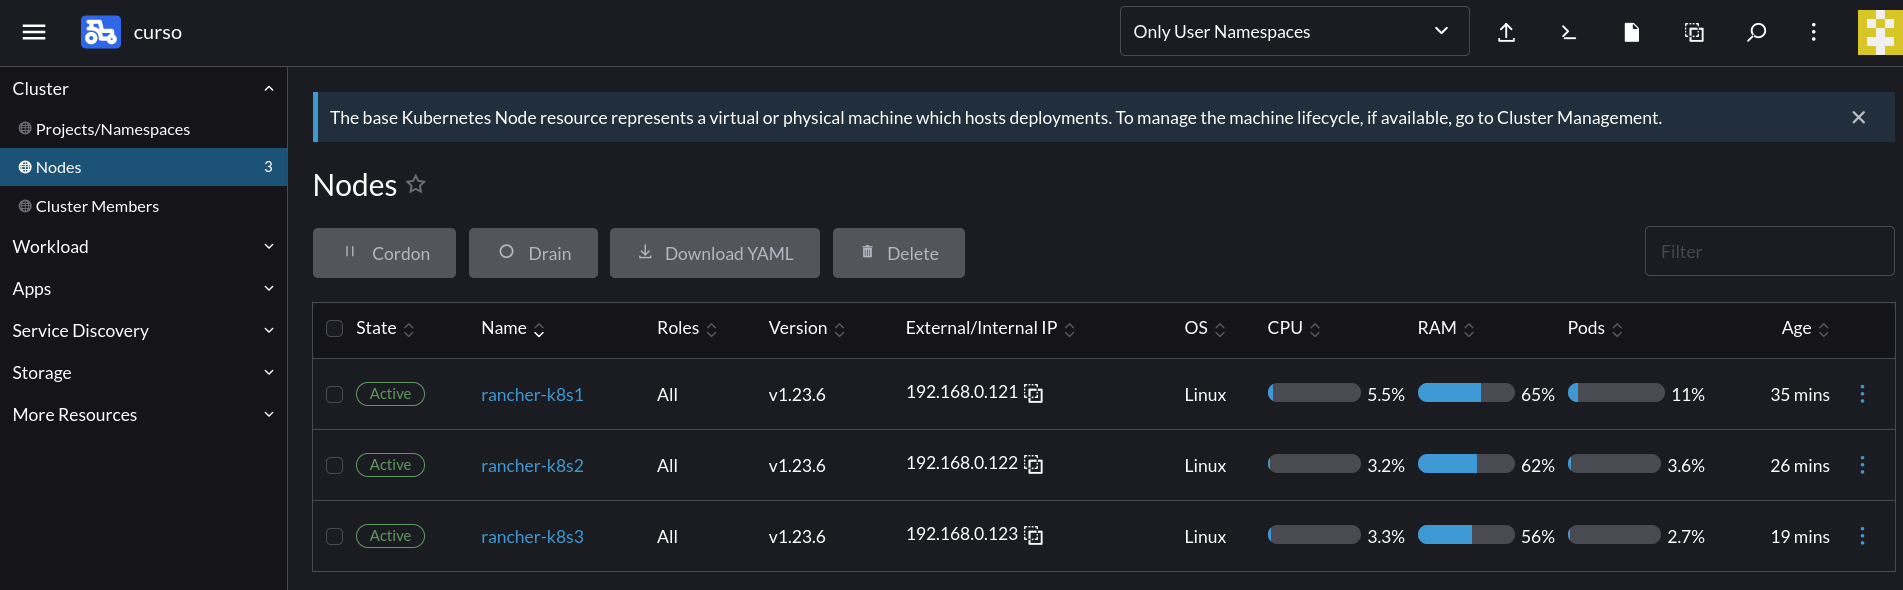 curso
Only User Namespaces
Cluster
Projects/Namespaces
Nodes 3
Cluster Members
Workload
Apps
Service Discovery
Storage
More Resources
The base Kubernetes Node resource represents a virtual or physical machine which hosts deployments. To manage the machine lifecycle, if available, go to Cluster Management.
Nodes
Cordon Drain Download YAML Delete Filter
State Name Roles Version External/Internal IP OS CPU RAM Pods Age
Active rancher-k8s1 All v1.23.6 192.168.0.121 Linux 5.5% 65% 11% 35 mins
Active rancher-k8s2 All v1.23.6 192.168.0.122 Linux 3.2% 62% 3.6% 26 mins
Active rancher-k8s3 All v1.23.6 192.168.0.123 Linux 3.3% 56% 2.7% 19 mins